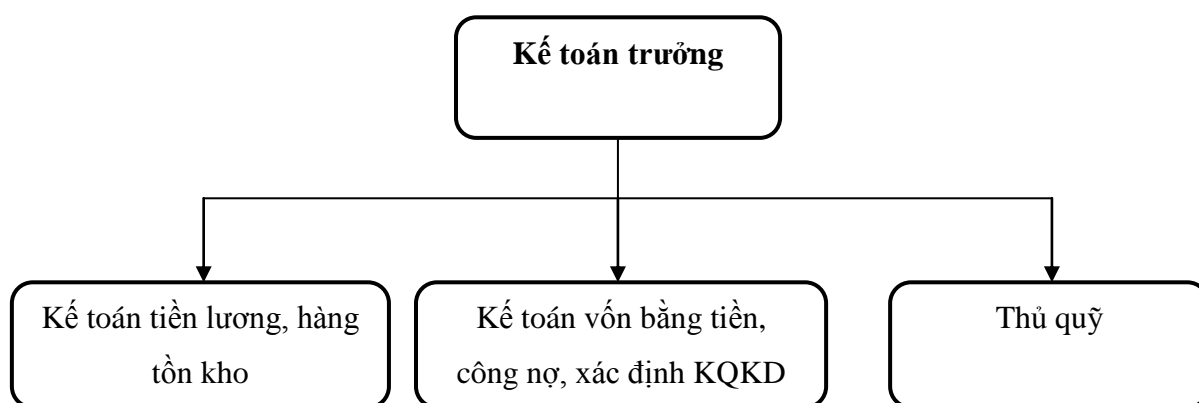 Kế toán trưởng
Kế toán tiền lương, hàng
tồn kho
Kế toán vốn bằng tiền,
công nợ, xác định KQKD
Thủ quỹ